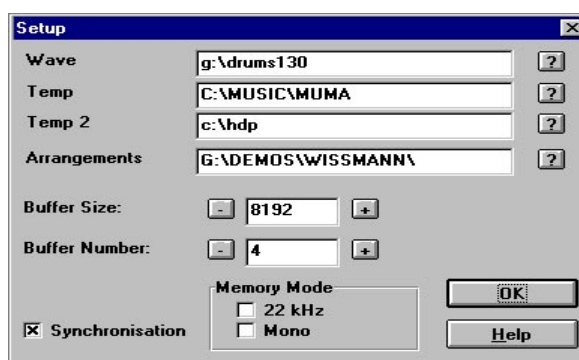 Setup
Wave g:\drums130 ?
Temp C:\MUSIC\MUMA ?
Temp 2 c:\hdp ?
Arrangements G:\DEMOS\WISSMANN\ ?
Buffer Size: - 8192 +
Buffer Number: - 4 +
Memory Mode
22 kHz
Mono
Synchronisation
OK
Help